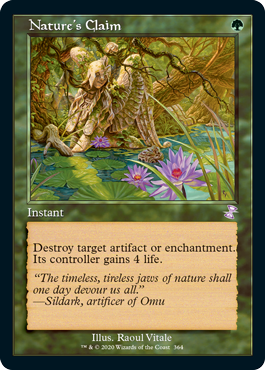 Nature's Claim
Instant
Destroy target artifact or enchantment.
Its controller gains 4 life.
“The timeless, tireless jaws of nature shall
one day devour us all.”
—Sildark, artificer of Omu
Illus. Raoul Vitale
™ & © 2020 Wizards of the Coast 364